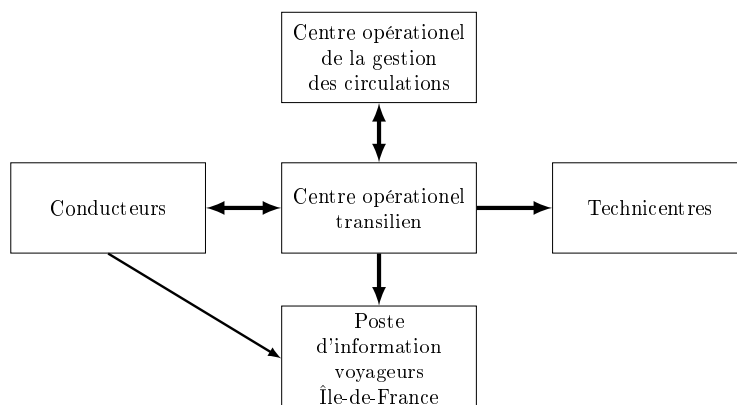 Centre opérationel
de la gestion
des circulations
Conducteurs
Centre opérationel
transilien
Technicentres
Poste
d'information
voyageurs
Île-de-France